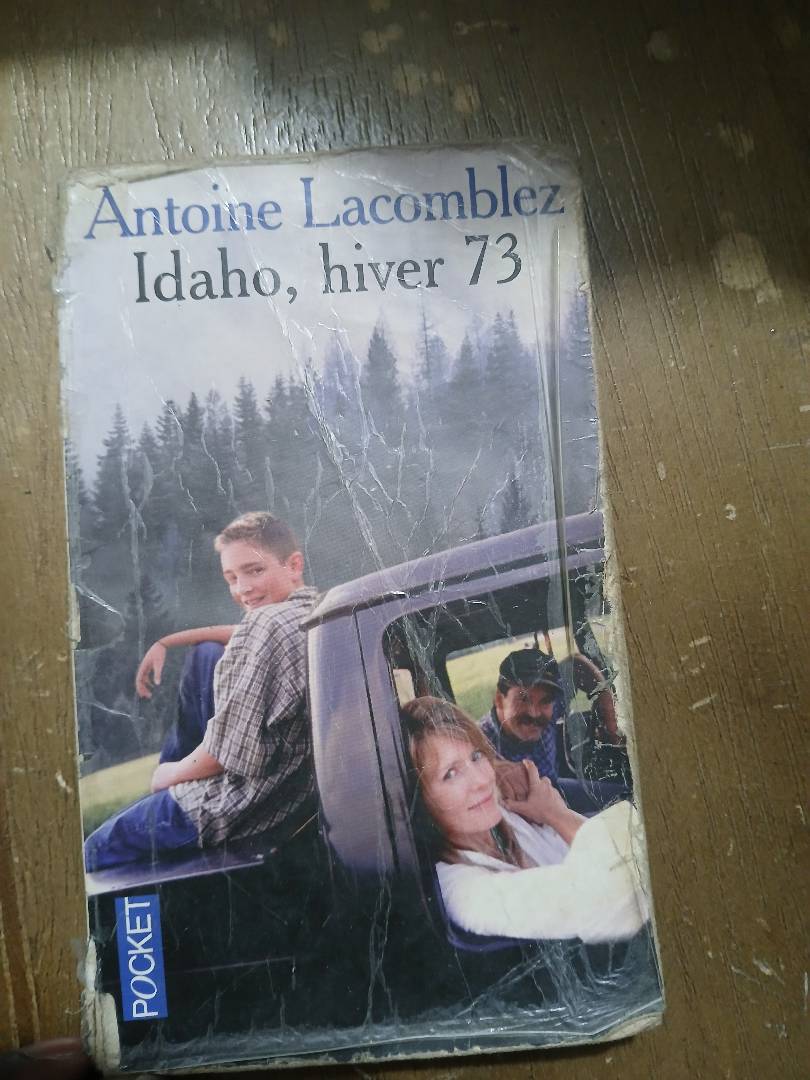 Antoine Lacomblez
Idaho, hiver 73
POCKET